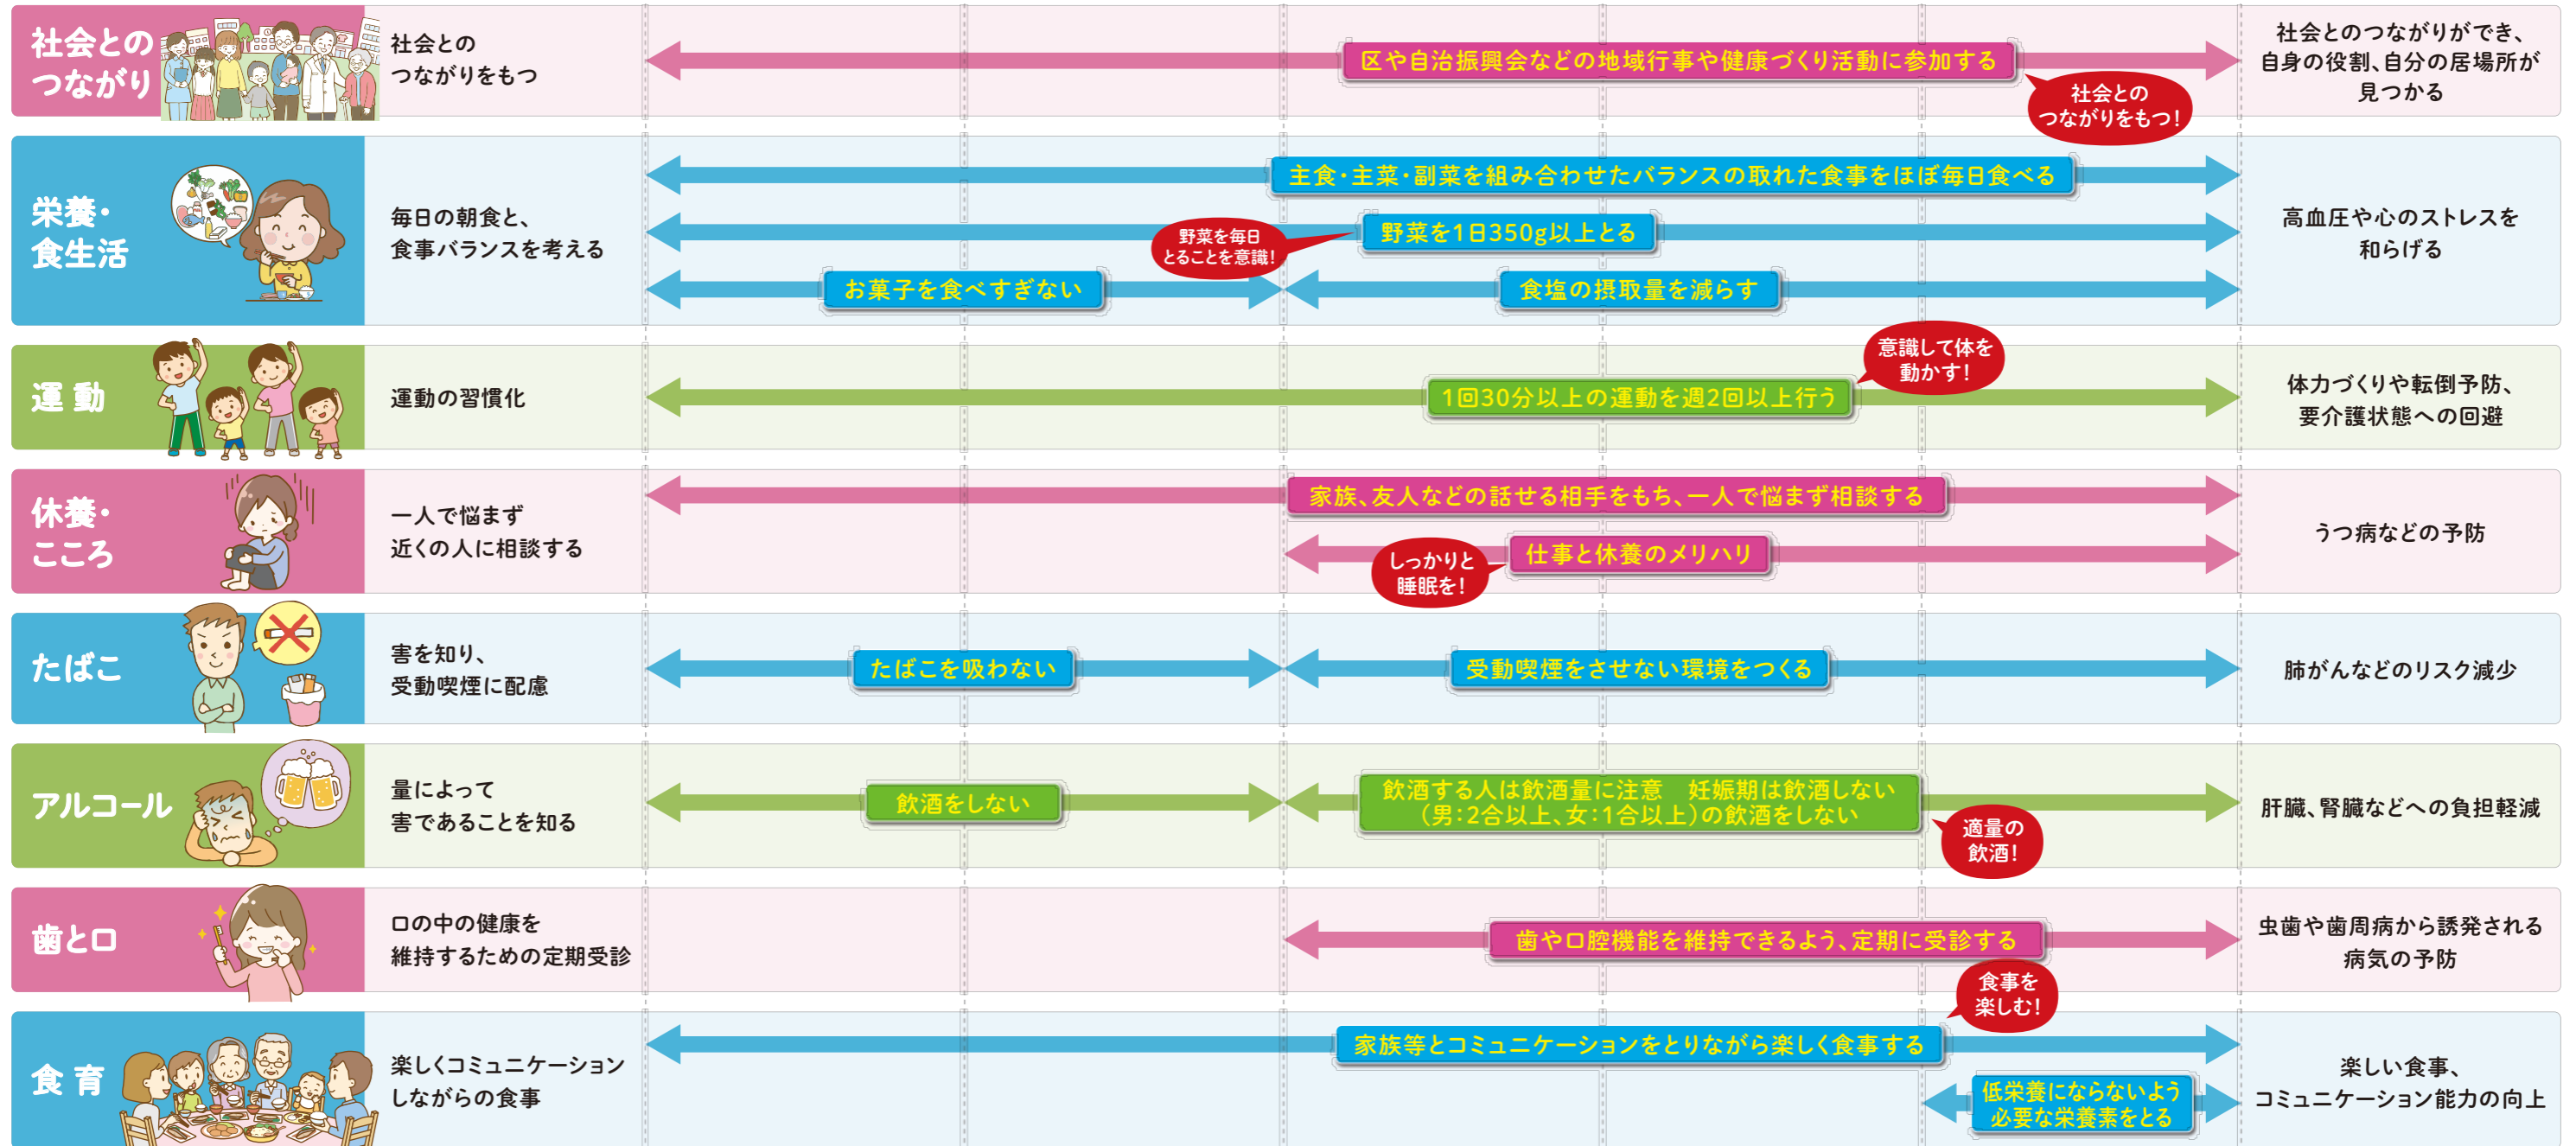 社会との
つながり
社会との
つながりをもつ
区や自治振興会などの地域行事や健康づくり活動に参加する
社会との
つながりをもつ!
社会とのつながりができ、
自身の役割、自分の居場所が
見つかる
栄養・
食生活
毎日の朝食と、
食事バランスを考える
主食・主菜・副菜を組み合わせたバランスの取れた食事をほぼ毎日食べる
野菜を毎日
とることを意識!
野菜を1日350g以上とる
お菓子を食べすぎない
食塩の摂取量を減らす
高血圧や心のストレスを
和らげる
運動
運動の習慣化
1回30分以上の運動を週2回以上行う
意識して体を
動かす!
体力づくりや転倒予防、
要介護状態への回避
休養・
こころ
一人で悩まず
近くの人に相談する
家族、友人などの話せる相手をもち、一人で悩まず相談する
しっかりと
睡眠を!
仕事と休養のメリハリ
うつ病などの予防
たばこ
害を知り、
受動喫煙に配慮
たばこを吸わない
受動喫煙をさせない環境をつくる
肺がんなどのリスク減少
アルコール
量によって
害であることを知る
飲酒をしない
飲酒する人は飲酒量に注意 妊娠期は飲酒しない
(男:2合以上、女:1合以上)の飲酒をしない
適量の
飲酒!
肝臓、腎臓などへの負担軽減
歯と口
口の中の健康を
維持するための定期受診
歯や口腔機能を維持できるよう、定期に受診する
虫歯や歯周病から誘発される
病気の予防
食育
楽しくコミュニケーション
しながらの食事
家族等とコミュニケーションをとりながら楽しく食事する
食事を
楽しむ!
低栄養にならないよう
必要な栄養素をとる
楽しい食事、
コミュニケーション能力の向上